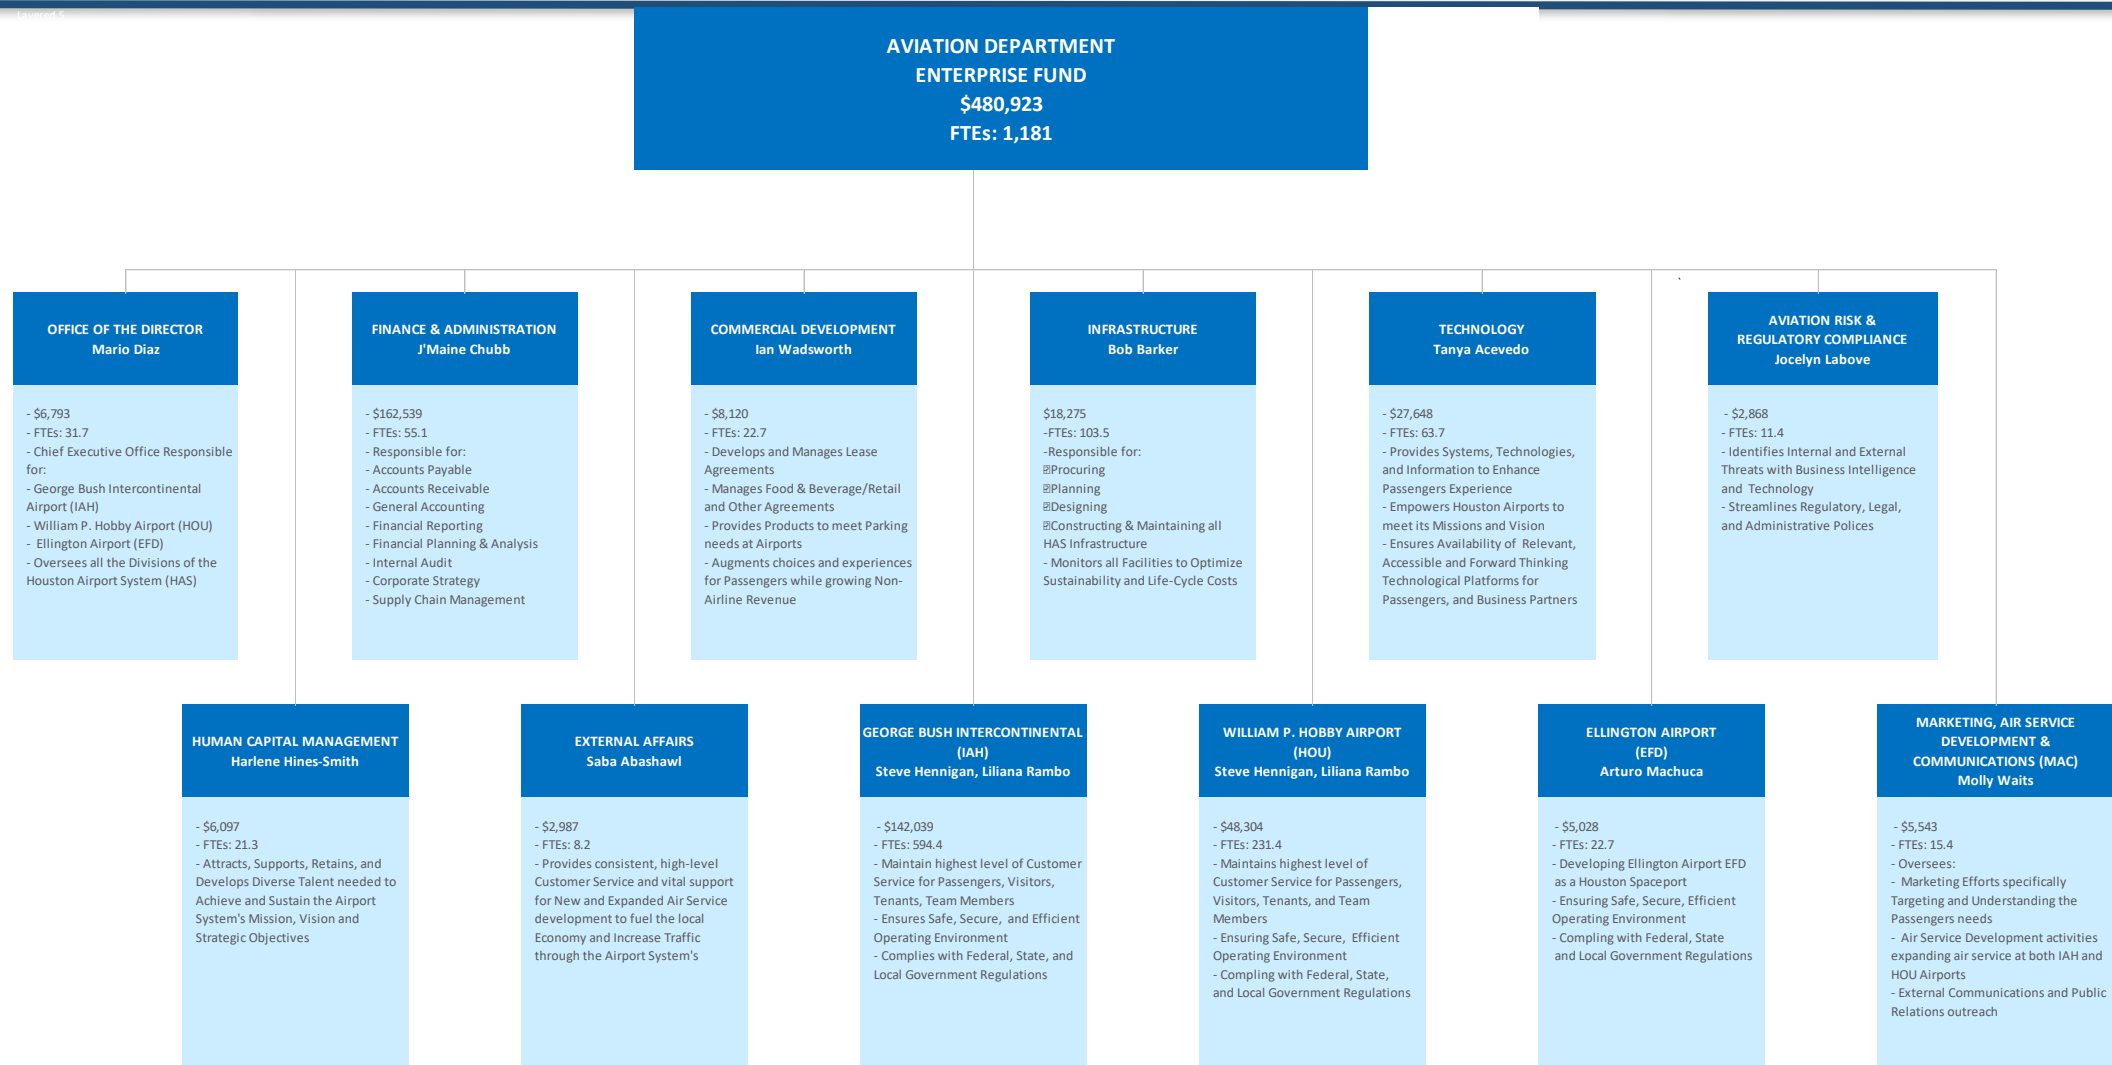 Layered 5
AVIATION DEPARTMENT
ENTERPRISE FUND
$480,923
FTEs: 1,181
OFFICE OF THE DIRECTOR
Mario Diaz
- $6,793
- FTEs: 31.7
- Chief Executive Office Responsible
for:
- George Bush Intercontinental
Airport (IAH)
- William P. Hobby Airport (HOU)
-  Ellington Airport (EFD)
- Oversees all the Divisions of the
Houston Airport System (HAS)
FINANCE & ADMINISTRATION
J'Maine Chubb
- $162,539
- FTEs: 55.1
- Responsible for:
- Accounts Payable
- Accounts Receivable
- General Accounting
- Financial Reporting
- Financial Planning & Analysis
- Internal Audit
- Corporate Strategy
- Supply Chain Management
COMMERCIAL DEVELOPMENT
Ian Wadsworth
- $8,120
- FTEs: 22.7
- Develops and Manages Lease
Agreements
- Manages Food & Beverage/Retail
and Other Agreements
- Provides Products to meet Parking
needs at Airports
- Augments choices and experiences
for Passengers while growing Non-
Airline Revenue
INFRASTRUCTURE
Bob Barker
$18,275
-FTEs: 103.5
-Responsible for:
⍰Procuring
⍰Planning
⍰Designing
⍰Constructing & Maintaining all
HAS Infrastructure
- Monitors all Facilities to Optimize
Sustainability and Life-Cycle Costs
TECHNOLOGY
Tanya Acevedo
- $27,648
- FTEs: 63.7
- Provides Systems, Technologies,
and Information to Enhance
Passengers Experience
- Empowers Houston Airports to
meet its Missions and Vision
- Ensures Availability of  Relevant,
Accessible and Forward Thinking
Technological Platforms for
Passengers, and Business Partners
`
AVIATION RISK &
REGULATORY COMPLIANCE
Jocelyn Labove
- $2,868
- FTEs: 11.4
- Identifies Internal and External
Threats with Business Intelligence
and  Technology
- Streamlines Regulatory, Legal,
and Administrative Polices
HUMAN CAPITAL MANAGEMENT
Harlene Hines-Smith
- $6,097
- FTEs: 21.3
- Attracts, Supports, Retains, and
Develops Diverse Talent needed to
Achieve and Sustain the Airport
System's Mission, Vision and
Strategic Objectives
EXTERNAL AFFAIRS
Saba Abashawl
- $2,987
- FTEs: 8.2
- Provides consistent, high-level
Customer Service and vital support
for New and Expanded Air Service
development to fuel the local
Economy and Increase Traffic
through the Airport System's
GEORGE BUSH INTERCONTINENTAL
(IAH)
Steve Hennigan, Liliana Rambo
- $142,039
- FTEs: 594.4
- Maintain highest level of Customer
Service for Passengers, Visitors,
Tenants, Team Members
- Ensures Safe, Secure,  and Efficient
Operating Environment
- Complies with Federal, State, and
Local Government Regulations
WILLIAM P. HOBBY AIRPORT
(HOU)
Steve Hennigan, Liliana Rambo
- $48,304
- FTEs: 231.4
- Maintains highest level of
Customer Service for Passengers,
Visitors, Tenants, and Team
Members
- Ensuring Safe, Secure,  Efficient
Operating Environment
- Compling with Federal, State,
and Local Government Regulations
ELLINGTON AIRPORT
(EFD)
Arturo Machuca
- $5,028
- FTEs: 22.7
- Developing Ellington Airport EFD
as a Houston Spaceport
- Ensuring Safe, Secure, Efficient
Operating Environment
- Compling with Federal, State
and Local Government Regulations
MARKETING, AIR SERVICE
DEVELOPMENT &
COMMUNICATIONS (MAC)
Molly Waits
- $5,543
- FTEs: 15.4
- Oversees:
-  Marketing Efforts specifically
Targeting and Understanding the
Passengers needs
-  Air Service Development activities
expanding air service at both IAH and
HOU Airports
- External Communications and Public
Relations outreach